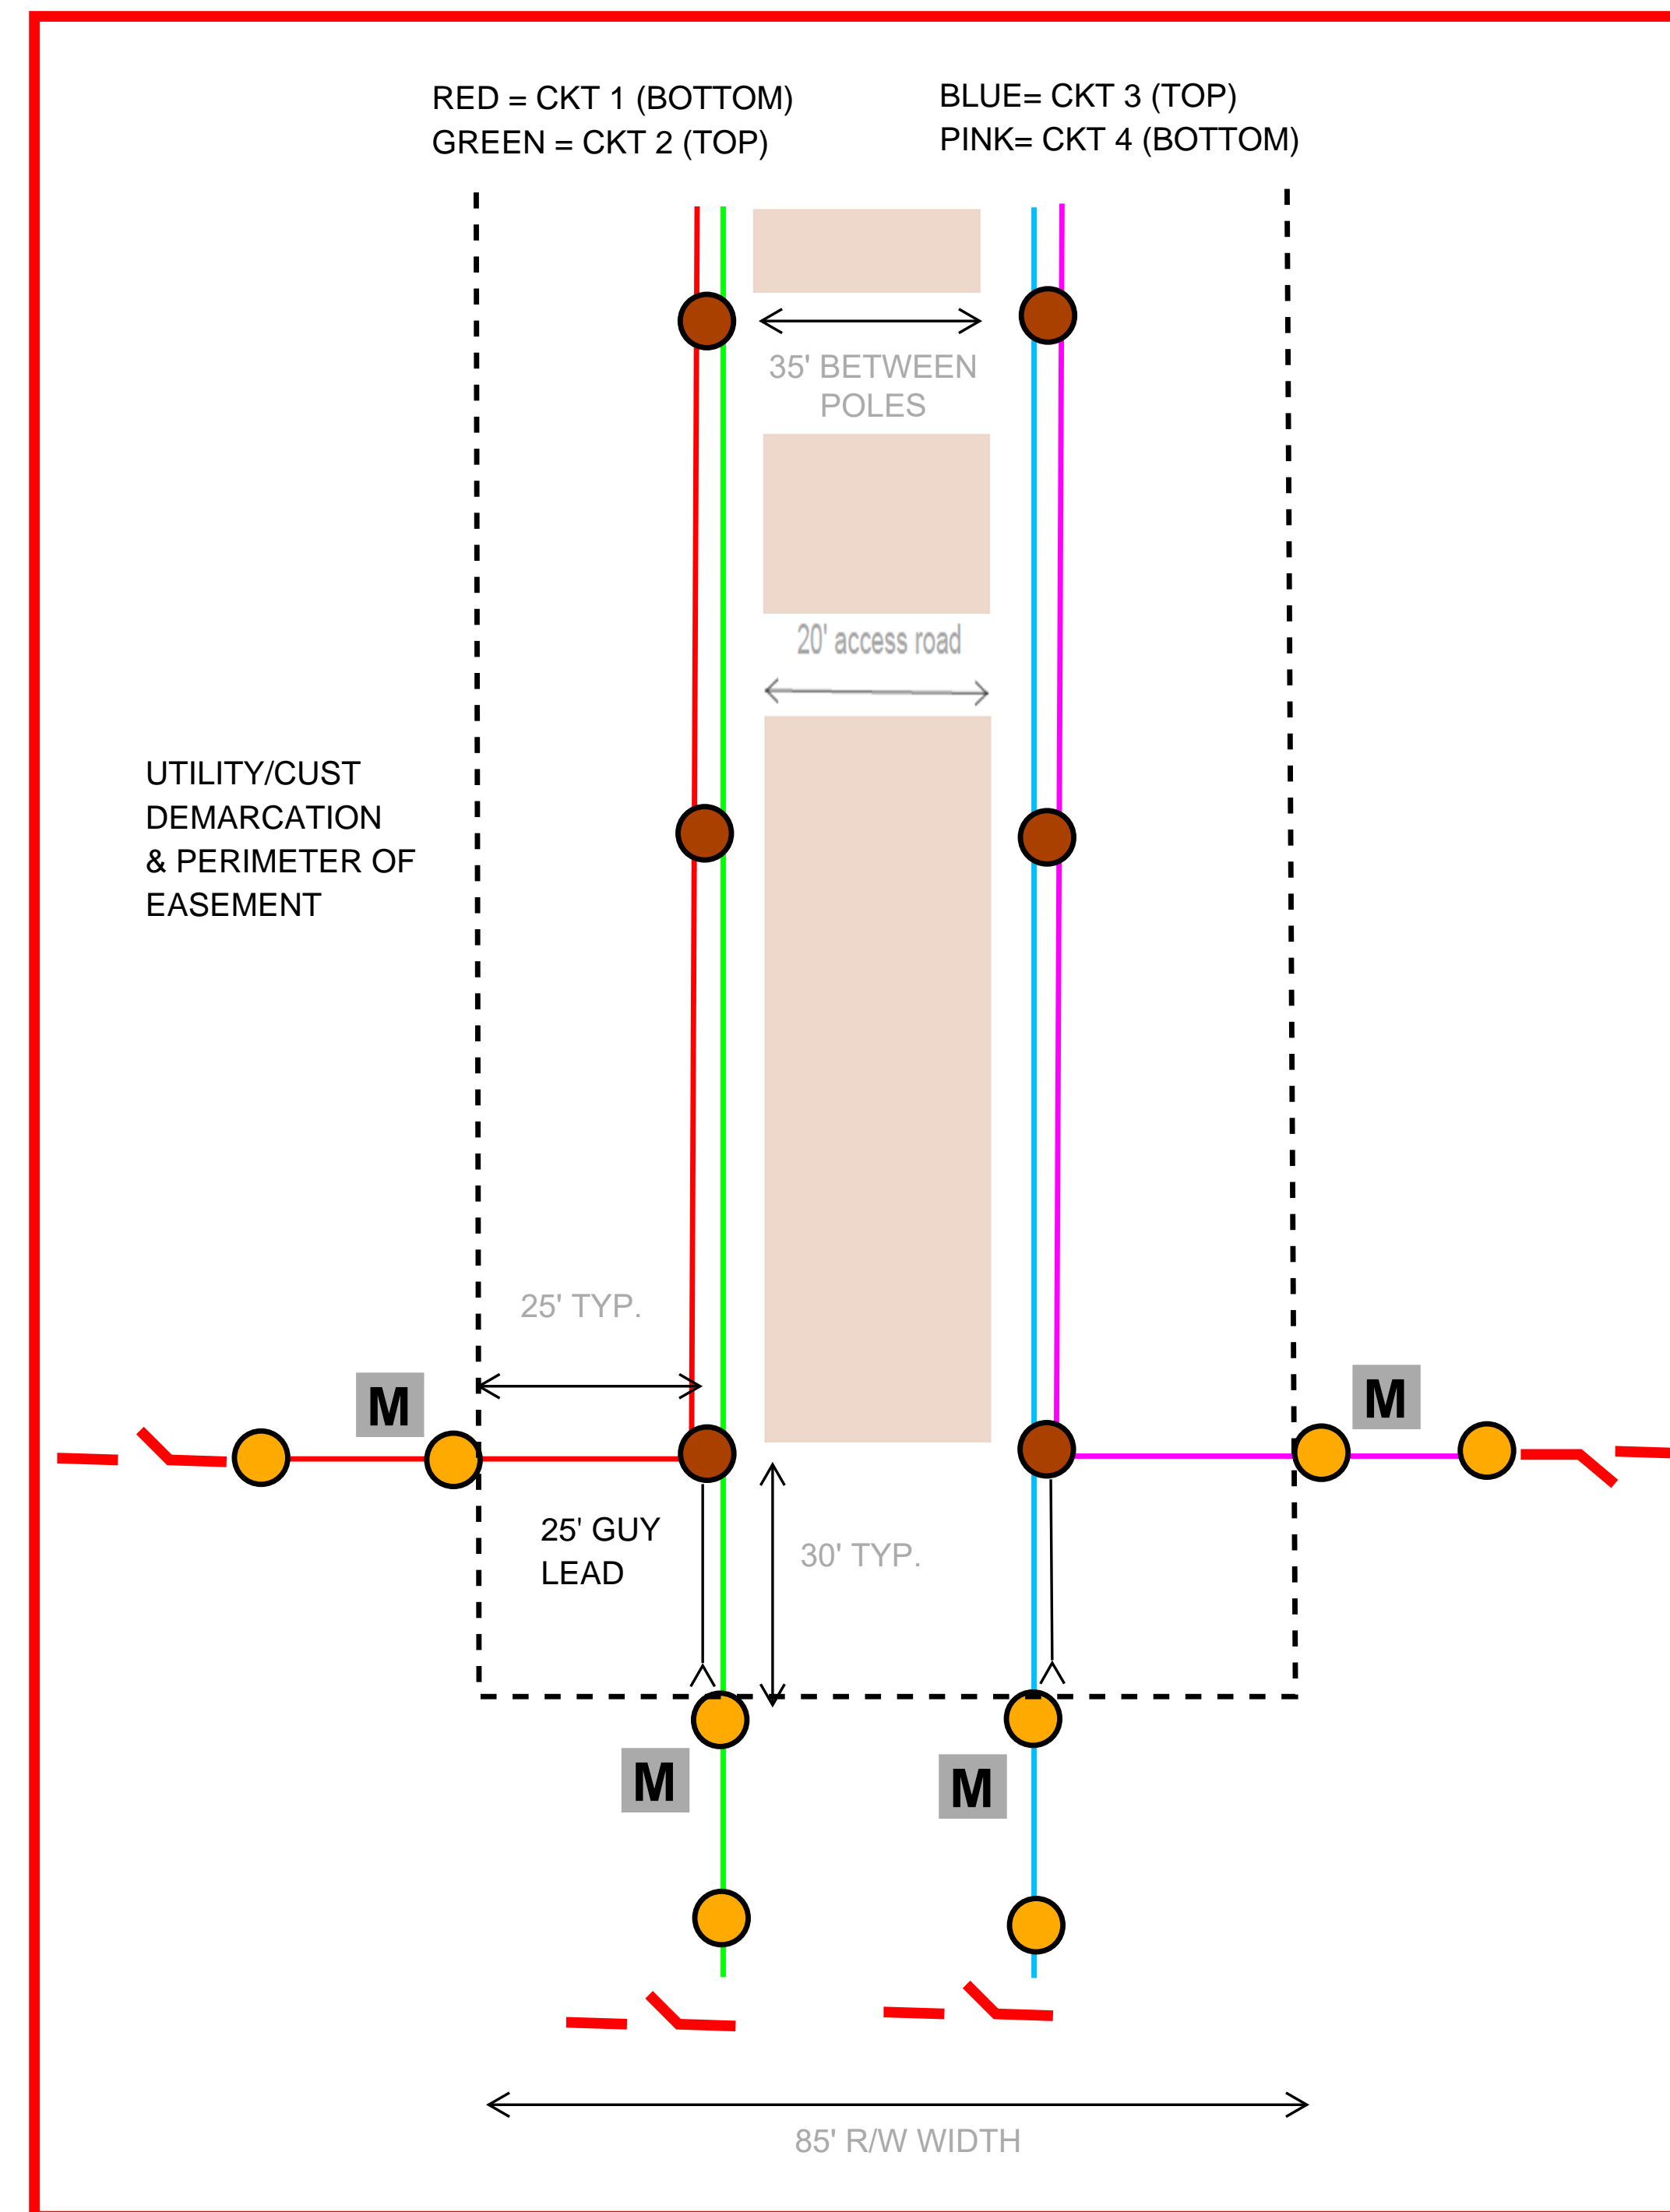 RED = CKT 1 (BOTTOM)
GREEN = CKT 2 (TOP)
BLUE= CKT 3 (TOP)
PINK= CKT 4 (BOTTOM)
35' BETWEEN
POLES
20' access road
UTILITY/CUST
DEMARCATION
& PERIMETER OF
EASEMENT
25' TYP.
M
M
25' GUY
LEAD
30' TYP.
M
M
85' R/W WIDTH